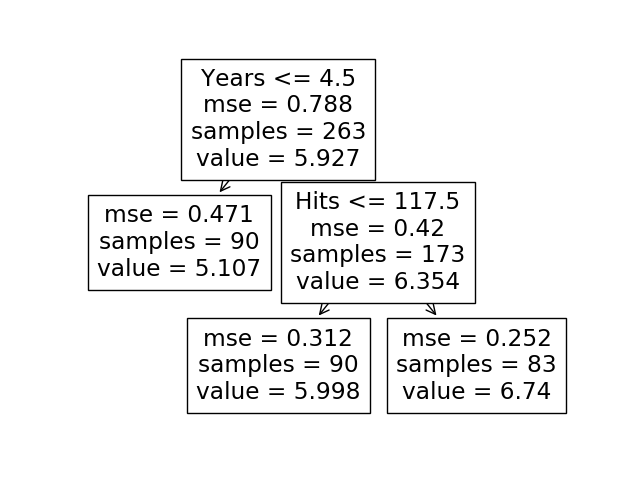 Years <= 4.5
mse = 0.788
samples = 263
value = 5.927
mse = 0.471
samples = 90
value = 5.107
Hits <= 117.5
mse = 0.42
samples = 173
value = 6.354
mse = 0.312
samples = 90
value = 5.998
mse = 0.252
samples = 83
value = 6.74